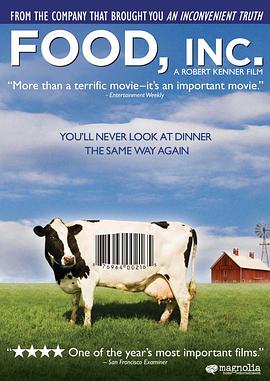 FROM THE COMPANY THAT BROUGHT YOU AN INCONVENIENT TRUTH
FOOD, INC.
A ROBERT KENNER FILM
“More than a terrific movie—it's an important movie.”
– Entertainment Weekly
YOU'LL NEVER LOOK AT DINNER
THE SAME WAY AGAIN
“★★★★ One of the year's most important films.”
– San Francisco Examiner
magnolia